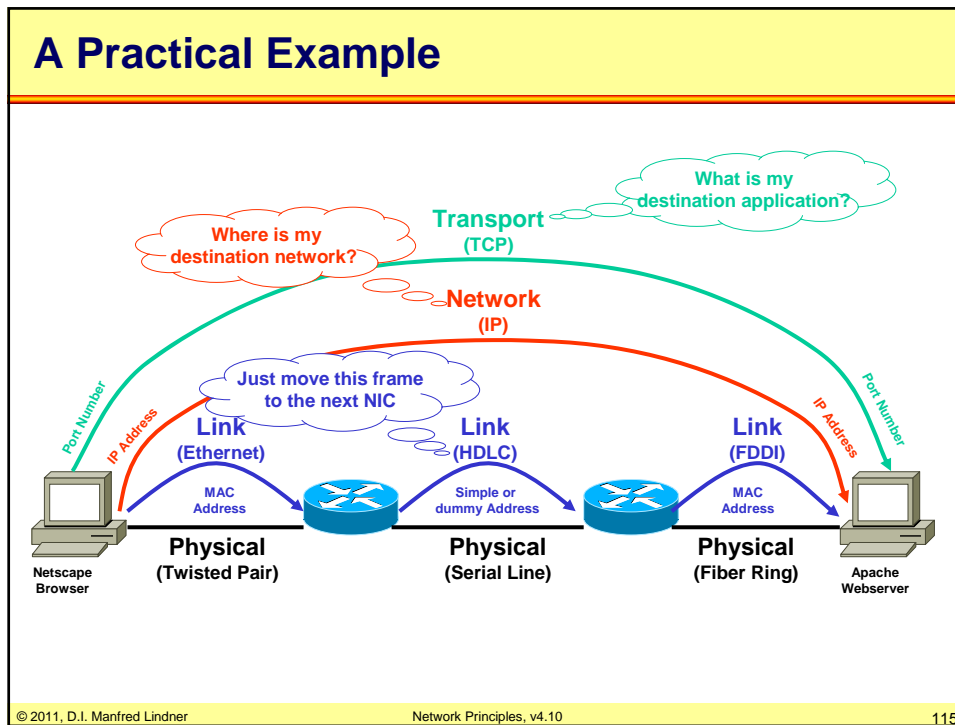 A Practical Example
What is my
destination application?
Transport
(TCP)
Where is my
destination network?
Network
(IP)
Just move this frame
to the next NIC
Port Number
IP Address
Link
(Ethernet)
Link
(HDLC)
Link
(FDDI)
IP Address
Port Number
MAC
Address
Simple or
dummy Address
MAC
Address
Physical
(Twisted Pair)
Physical
(Serial Line)
Physical
(Fiber Ring)
Netscape
Browser
Apache
Webserver
© 2011, D.I. Manfred Lindner
Network Principles, v4.10
115